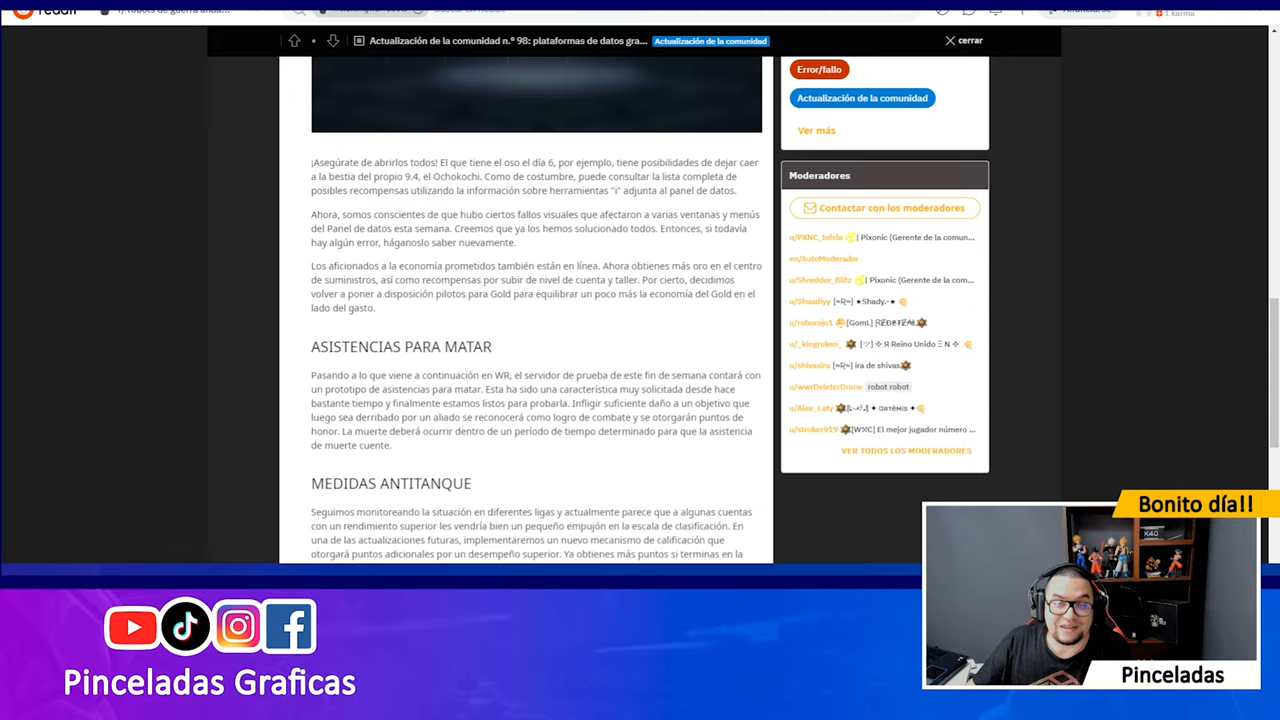 reddit
Anunciarse
1 karma
Actualización de la comunidad n.º 98: plataformas de datos gra...
Actualización de la comunidad
cerrar
¡Asegúrate de abrirlos todos! El que tiene el oso el día 6, por ejemplo, tiene posibilidades de dejar caer
a la bestia del propio 9.4, el Ochokochi. Como de costumbre, puede consultar la lista completa de
posibles recompensas utilizando la información sobre herramientas "i" adjunta al panel de datos.
Ahora, somos conscientes de que hubo ciertos fallos visuales que afectaron a varias ventanas y menús
del Panel de datos esta semana. Creemos que ya los hemos solucionado todos. Entonces, si todavía
hay algún error, háganoslo saber nuevamente.
Los aficionados a la economía prometidos también están en línea. Ahora obtienes más oro en el centro
de suministros, así como recompensas por subir de nivel de cuenta y taller. Por cierto, decidimos
volver a poner a disposición pilotos para Gold para equilibrar un poco más la economía del Gold en el
lado del gasto.
ASISTENCIAS PARA MATAR
Pasando a lo que viene a continuación en WR, el servidor de prueba de este fin de semana contará con
un prototipo de asistencias para matar. Esta ha sido una característica muy solicitada desde hace
bastante tiempo y finalmente estamos listos para probarla. Infligir suficiente daño a un objetivo que
luego sea derribado por un aliado se reconocerá como logro de combate y se otorgarán puntos de
honor. La muerte deberá ocurrir dentro de un período de tiempo determinado para que la asistencia
de muerte cuente.
MEDIDAS ANTITANQUE
Seguimos monitoreando la situación en diferentes ligas y actualmente parece que a algunas cuentas
con un rendimiento superior les vendría bien un pequeño empujón en la escala de clasificación. En
una de las actualizaciones futuras, implementaremos un nuevo mecanismo de calificación que
otorgará puntos adicionales por un desempeño superior. Ya obtienes más puntos si terminas en la
Error/fallo
Actualización de la comunidad
Ver más
Moderadores
Contactar con los moderadores
u/PXNC_tufsla | Pixonic (Gerente de la comun...
en/AutoModerador
u/Shredder_Blitz | Pixonic (Gerente de la com...
u/Shaadiyy ★Shady.-★
u/roborojo1 [GomL]
u/_kingruken_ Reino Unido
u/shivasiru ira de shivas
u/wwrDeleterDrone robot robot
u/Alex_Laty
u/stroker919 El mejor jugador número ...
VER TODOS LOS MODERADORES
K40
Bonito día!!
Pinceladas
Pinceladas Graficas